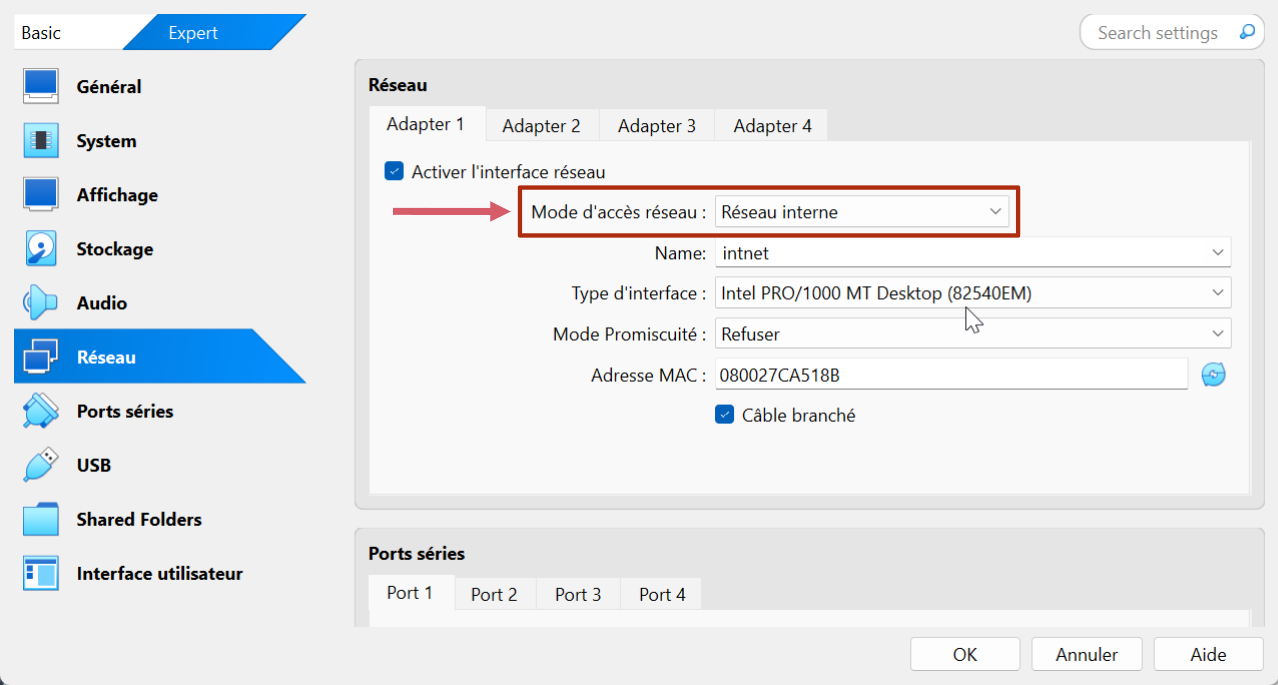 Basic
Expert
Search settings
Général
System
Affichage
Stockage
Audio
Réseau
Ports séries
USB
Shared Folders
Interface utilisateur
Réseau
Adapter 1
Adapter 2
Adapter 3
Adapter 4
Activer l'interface réseau
Mode d'accès réseau : Réseau interne
Name: intnet
Type d'interface : Intel PRO/1000 MT Desktop (82540EM)
Mode Promiscuité : Refuser
Adresse MAC : 080027CA518B
Câble branché
Ports séries
Port 1
Port 2
Port 3
Port 4
OK
Annuler
Aide